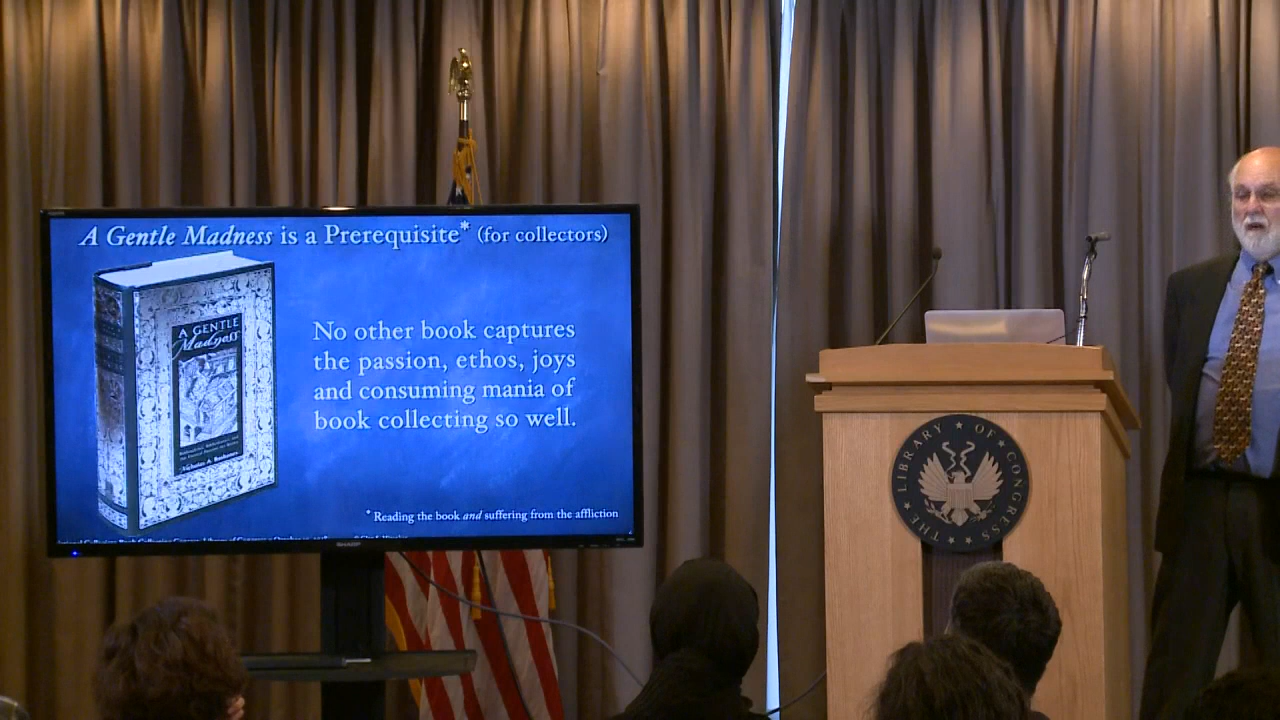 A Gentle Madness is a Prerequisite* (for collectors)
A GENTLE
Madness
Nicholas A. Basbanes
No other book captures
the passion, ethos, joys
and consuming mania of
book collecting so well.
* Reading the book and suffering from the affliction
SHARP
THE LIBRARY OF CONGRESS